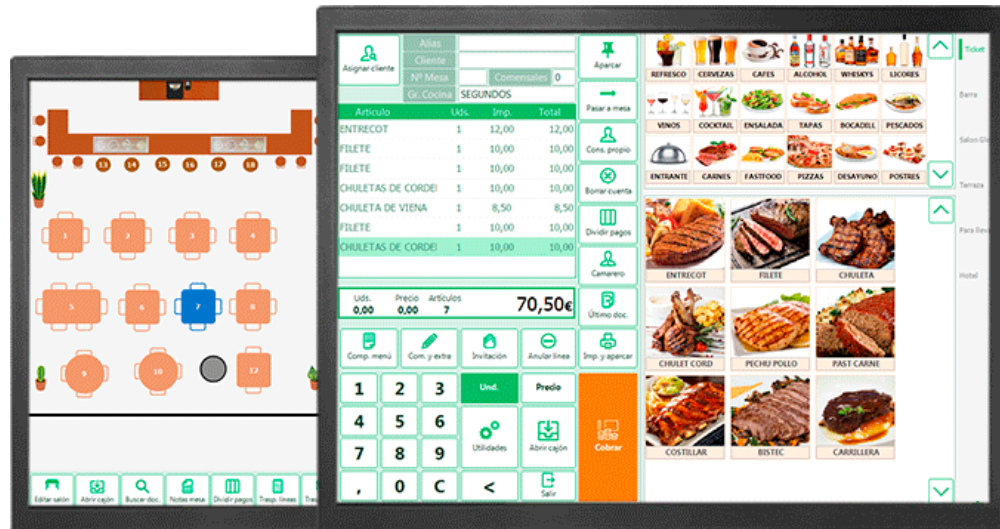 13 14 15 16 17 18
1 2 3 4
5 6 7 8
9 10 12
Editar salón Abrir cajón Buscar doc. Notas mesa Dividir pagos Trasp. líneas
Asignar cliente
Alias
Cliente
Nº Mesa Comensales 0
Gr. Cocina SEGUNDOS
Artículo Uds. Imp. Total
ENTRECOT 1 12,00 12,00
FILETE 1 10,00 10,00
FILETE 1 10,00 10,00
CHULETAS DE CORDEI 1 10,00 10,00
CHULETA DE VIENA 1 8,50 8,50
FILETE 1 10,00 10,00
CHULETAS DE CORDEI 1 10,00 10,00
Uds. Precio Artículos
0,00 0,00 7 70,50€
Comp. menú Com. y extra Invitación Anular línea Imp. y aparcar
1 2 3 Und. Precio
4 5 6
7 8 9 Utilidades Abrir cajón Cobrar
, 0 C < Salir
Aparcar
Pasar a mesa
Cons. propio
Borrar cuenta
Dividir pagos
Camarero
Último doc.
REFRESCO CERVEZAS CAFES ALCOHOL WHESKYS LICORES
VINOS COCKTAIL ENSALADA TAPAS BOCADILL PESCADOS
ENTRANTE CARNES FASTFOOD PIZZAS DESAYUNO POSTRES
ENTRECOT FILETE CHULETA
CHULET CORD PECHU POLLO PAST CARNE
COSTILLAR BISTEC CARRILLERA
Ticket
Barra
Salon Gle
Terraza
Para lleva
Hotel